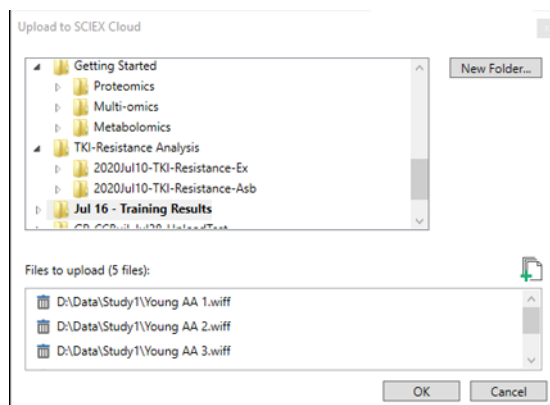 Upload to SCIEX Cloud
Getting Started
New Folder...
Proteomics
Multi-omics
Metabolomics
TKI-Resistance Analysis
2020Jul10-TKI-Resistance-Ex
2020Jul10-TKI-Resistance-Asb
Jul 16 - Training Results
Files to upload (5 files):
D:\Data\Study1\Young AA 1.wiff
D:\Data\Study1\Young AA 2.wiff
D:\Data\Study1\Young AA 3.wiff
OK
Cancel